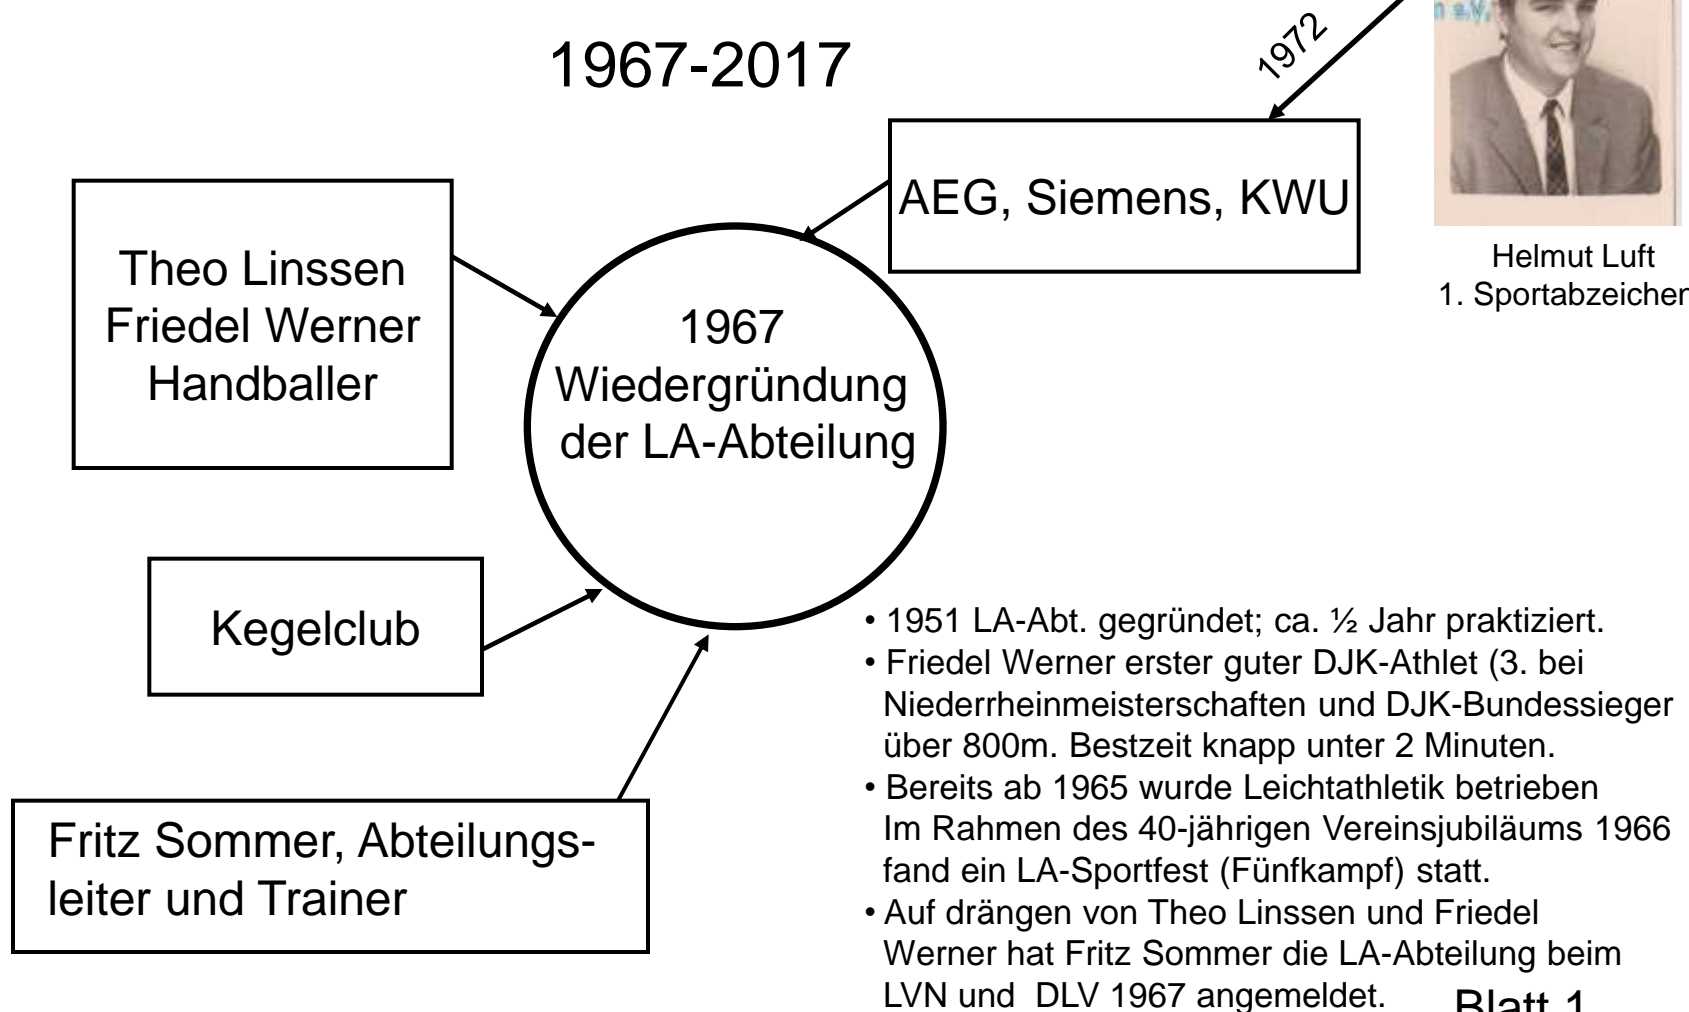 1967-2017
1972
e.V.
AEG, Siemens, KWU
Helmut Luft
1. Sportabzeichen
Theo Linssen
Friedel Werner
Handballer
1967
Wiedergründung
der LA-Abteilung
Kegelclub
Fritz Sommer, Abteilungs-
leiter und Trainer
• 1951 LA-Abt. gegründet; ca. ½ Jahr praktiziert.
• Friedel Werner erster guter DJK-Athlet (3. bei
Niederrheinmeisterschaften und DJK-Bundessieger
über 800m. Bestzeit knapp unter 2 Minuten.
• Bereits ab 1965 wurde Leichtathletik betrieben
Im Rahmen des 40-jährigen Vereinsjubiläums 1966
fand ein LA-Sportfest (Fünfkampf) statt.
• Auf drängen von Theo Linssen und Friedel
Werner hat Fritz Sommer die LA-Abteilung beim
LVN und DLV 1967 angemeldet.
Blatt 1